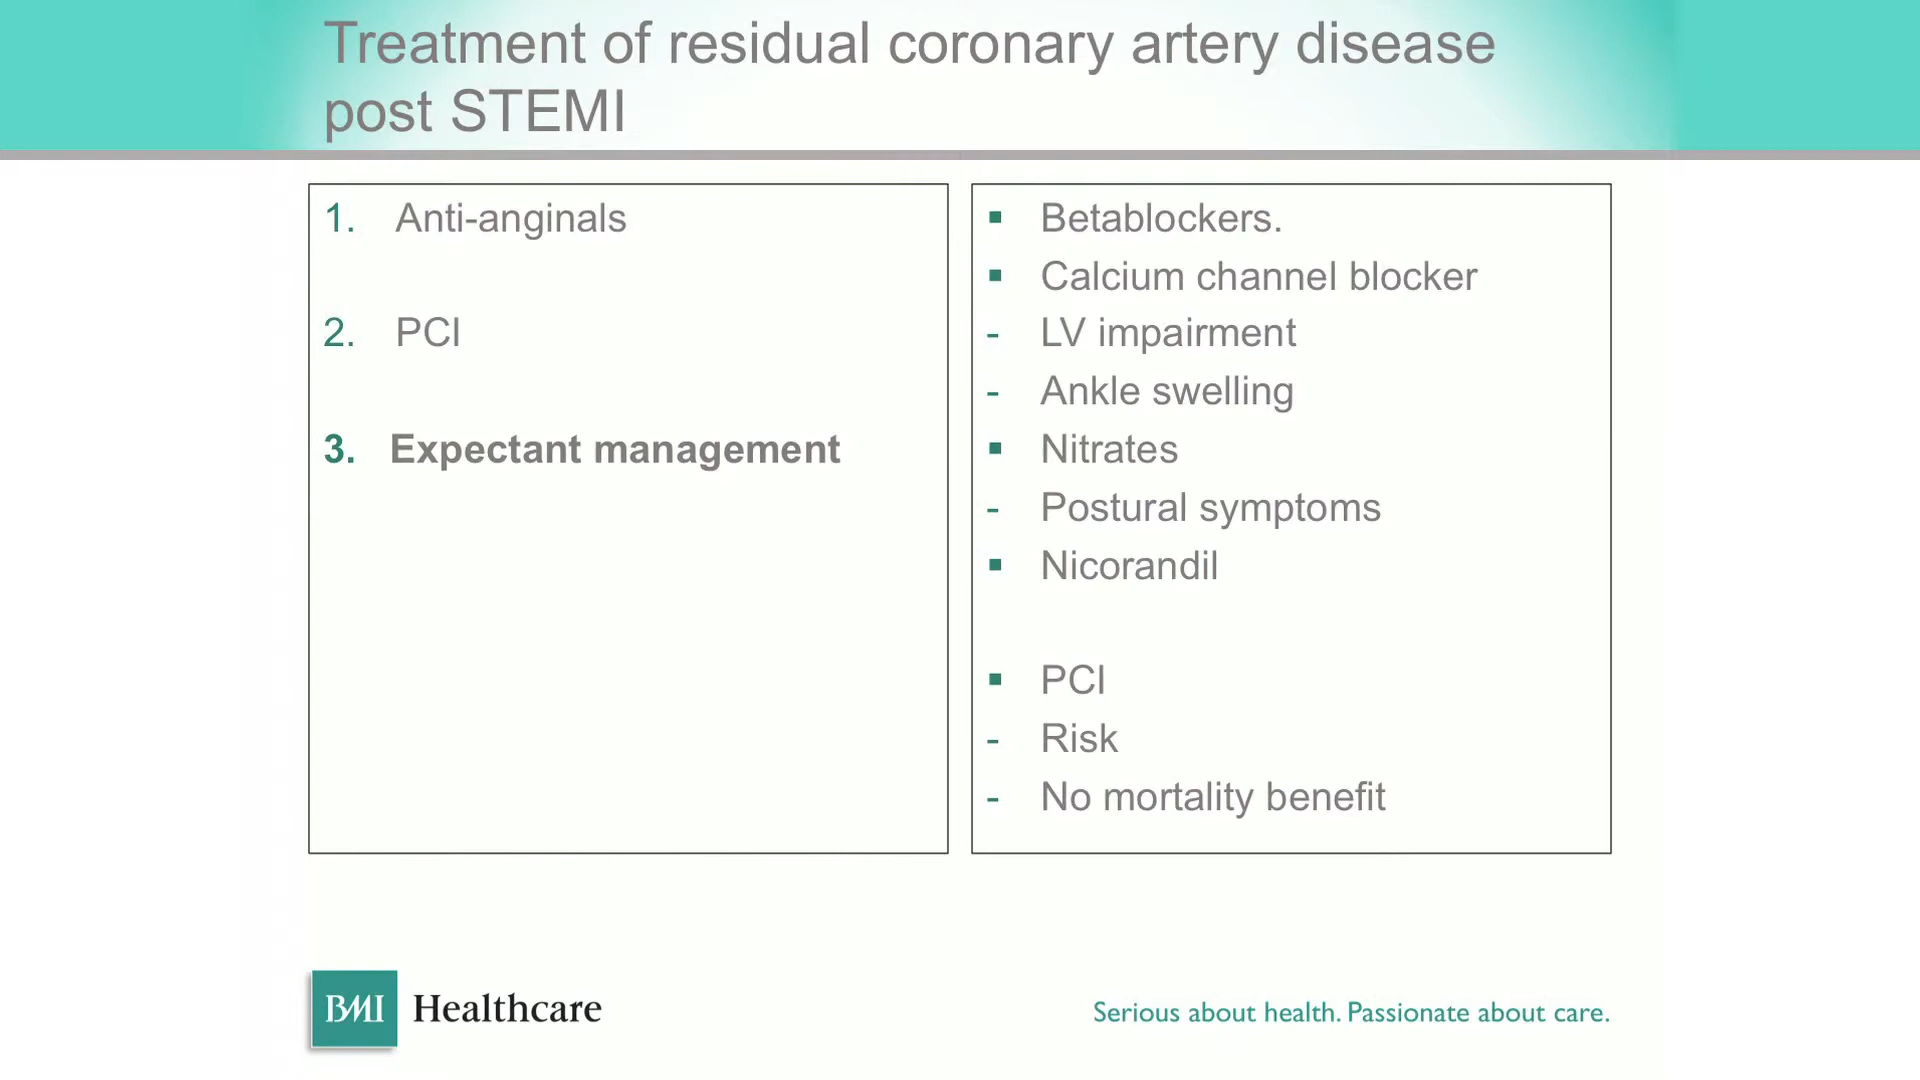 Treatment of residual coronary artery disease
post STEMI
1. Anti-anginals
2. PCI
3. Expectant management
▪ Betablockers.
▪ Calcium channel blocker
- LV impairment
- Ankle swelling
▪ Nitrates
- Postural symptoms
▪ Nicorandil
▪ PCI
- Risk
- No mortality benefit
BMI Healthcare
Serious about health. Passionate about care.